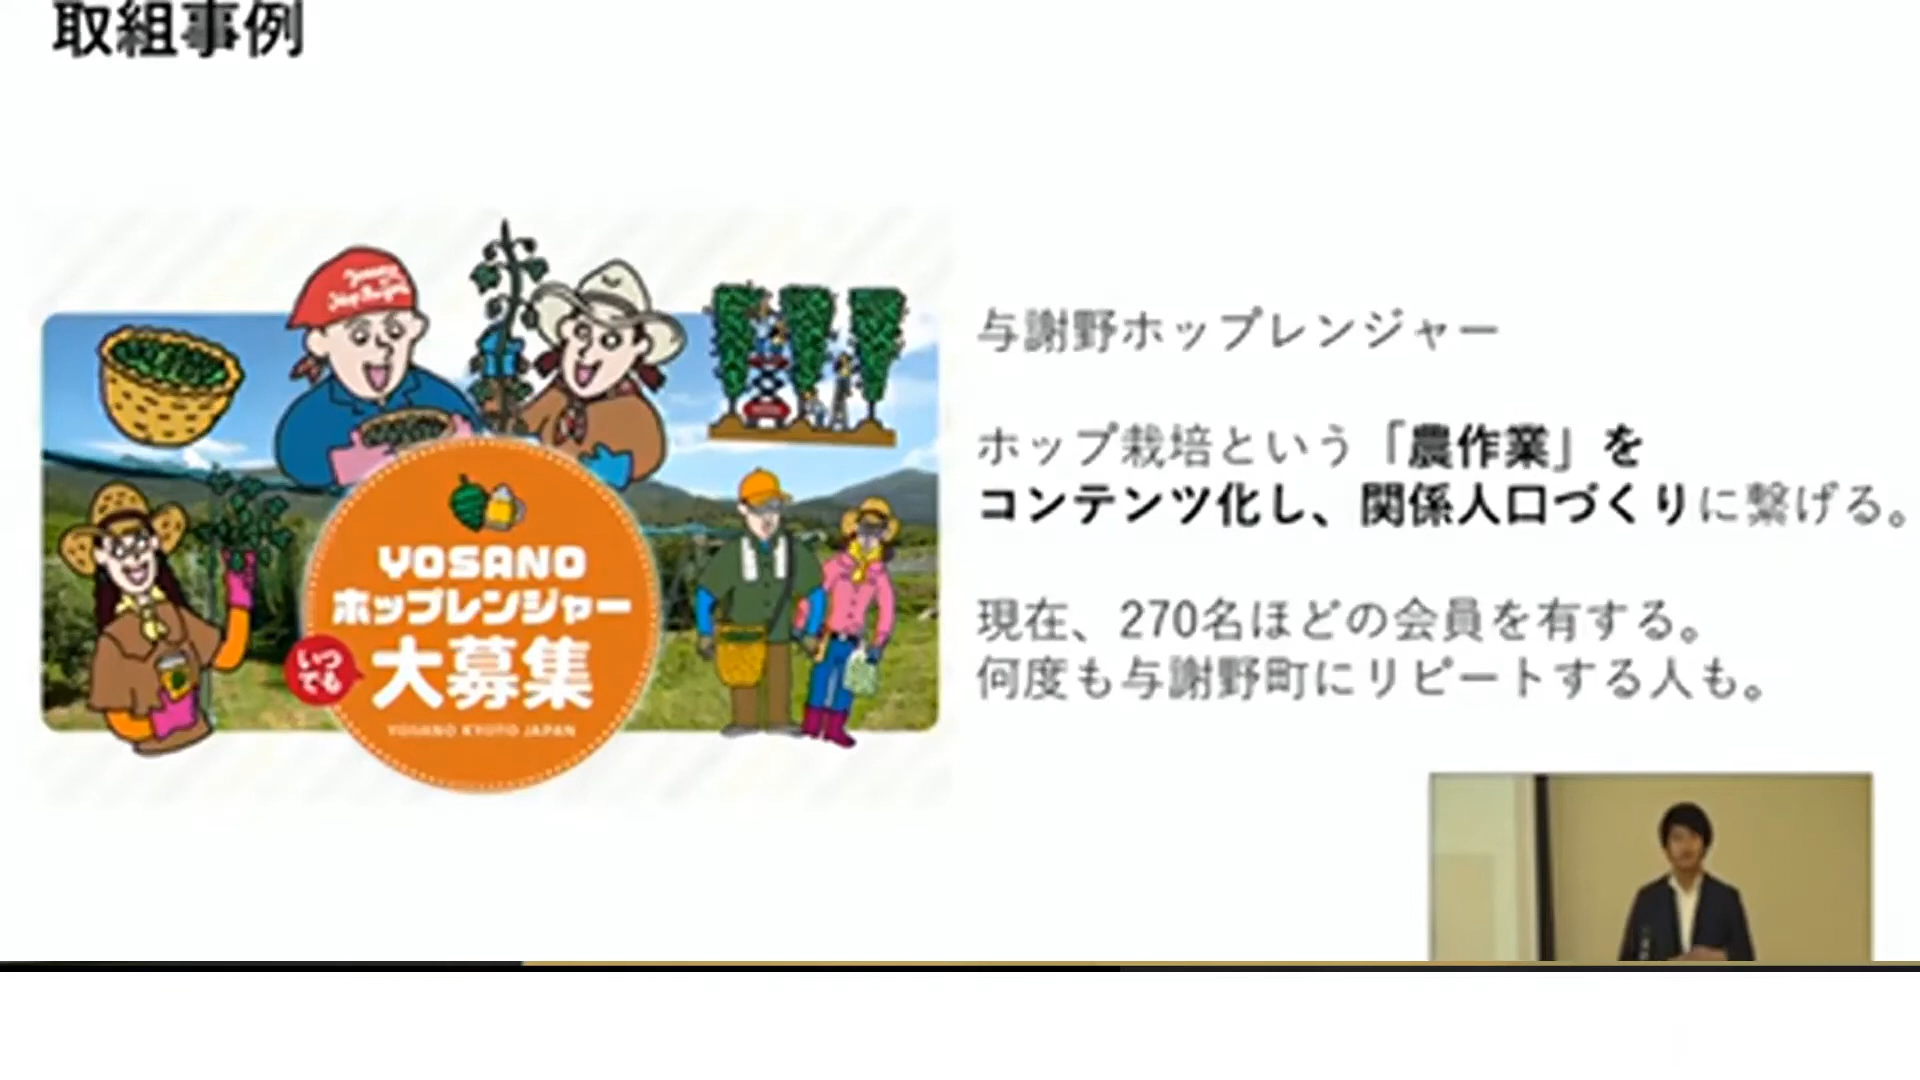 取組事例
YOSANO
ホップレンジャー
いつ
でも
大募集
YOSANO KYOTO JAPAN
与謝野ホップレンジャー
ホップ栽培という「農作業」を
コンテンツ化し、関係人口づくりに繋げる。
現在、270名ほどの会員を有する。
何度も与謝野町にリピートする人も。